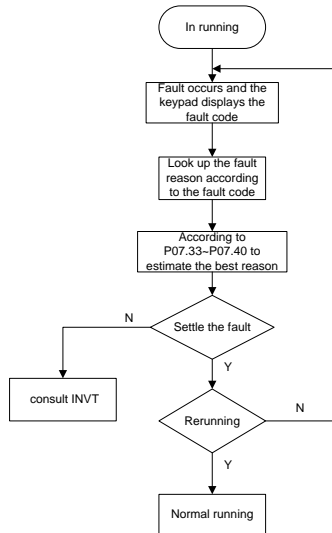 In running
Fault occurs and the
keypad displays the
fault code
Look up the fault
reason according
to the fault code
According to
P07.33~P07.40 to
estimate the best reason
N
Settle the fault
Y
consult INVT
Rerunning
N
Y
Normal running